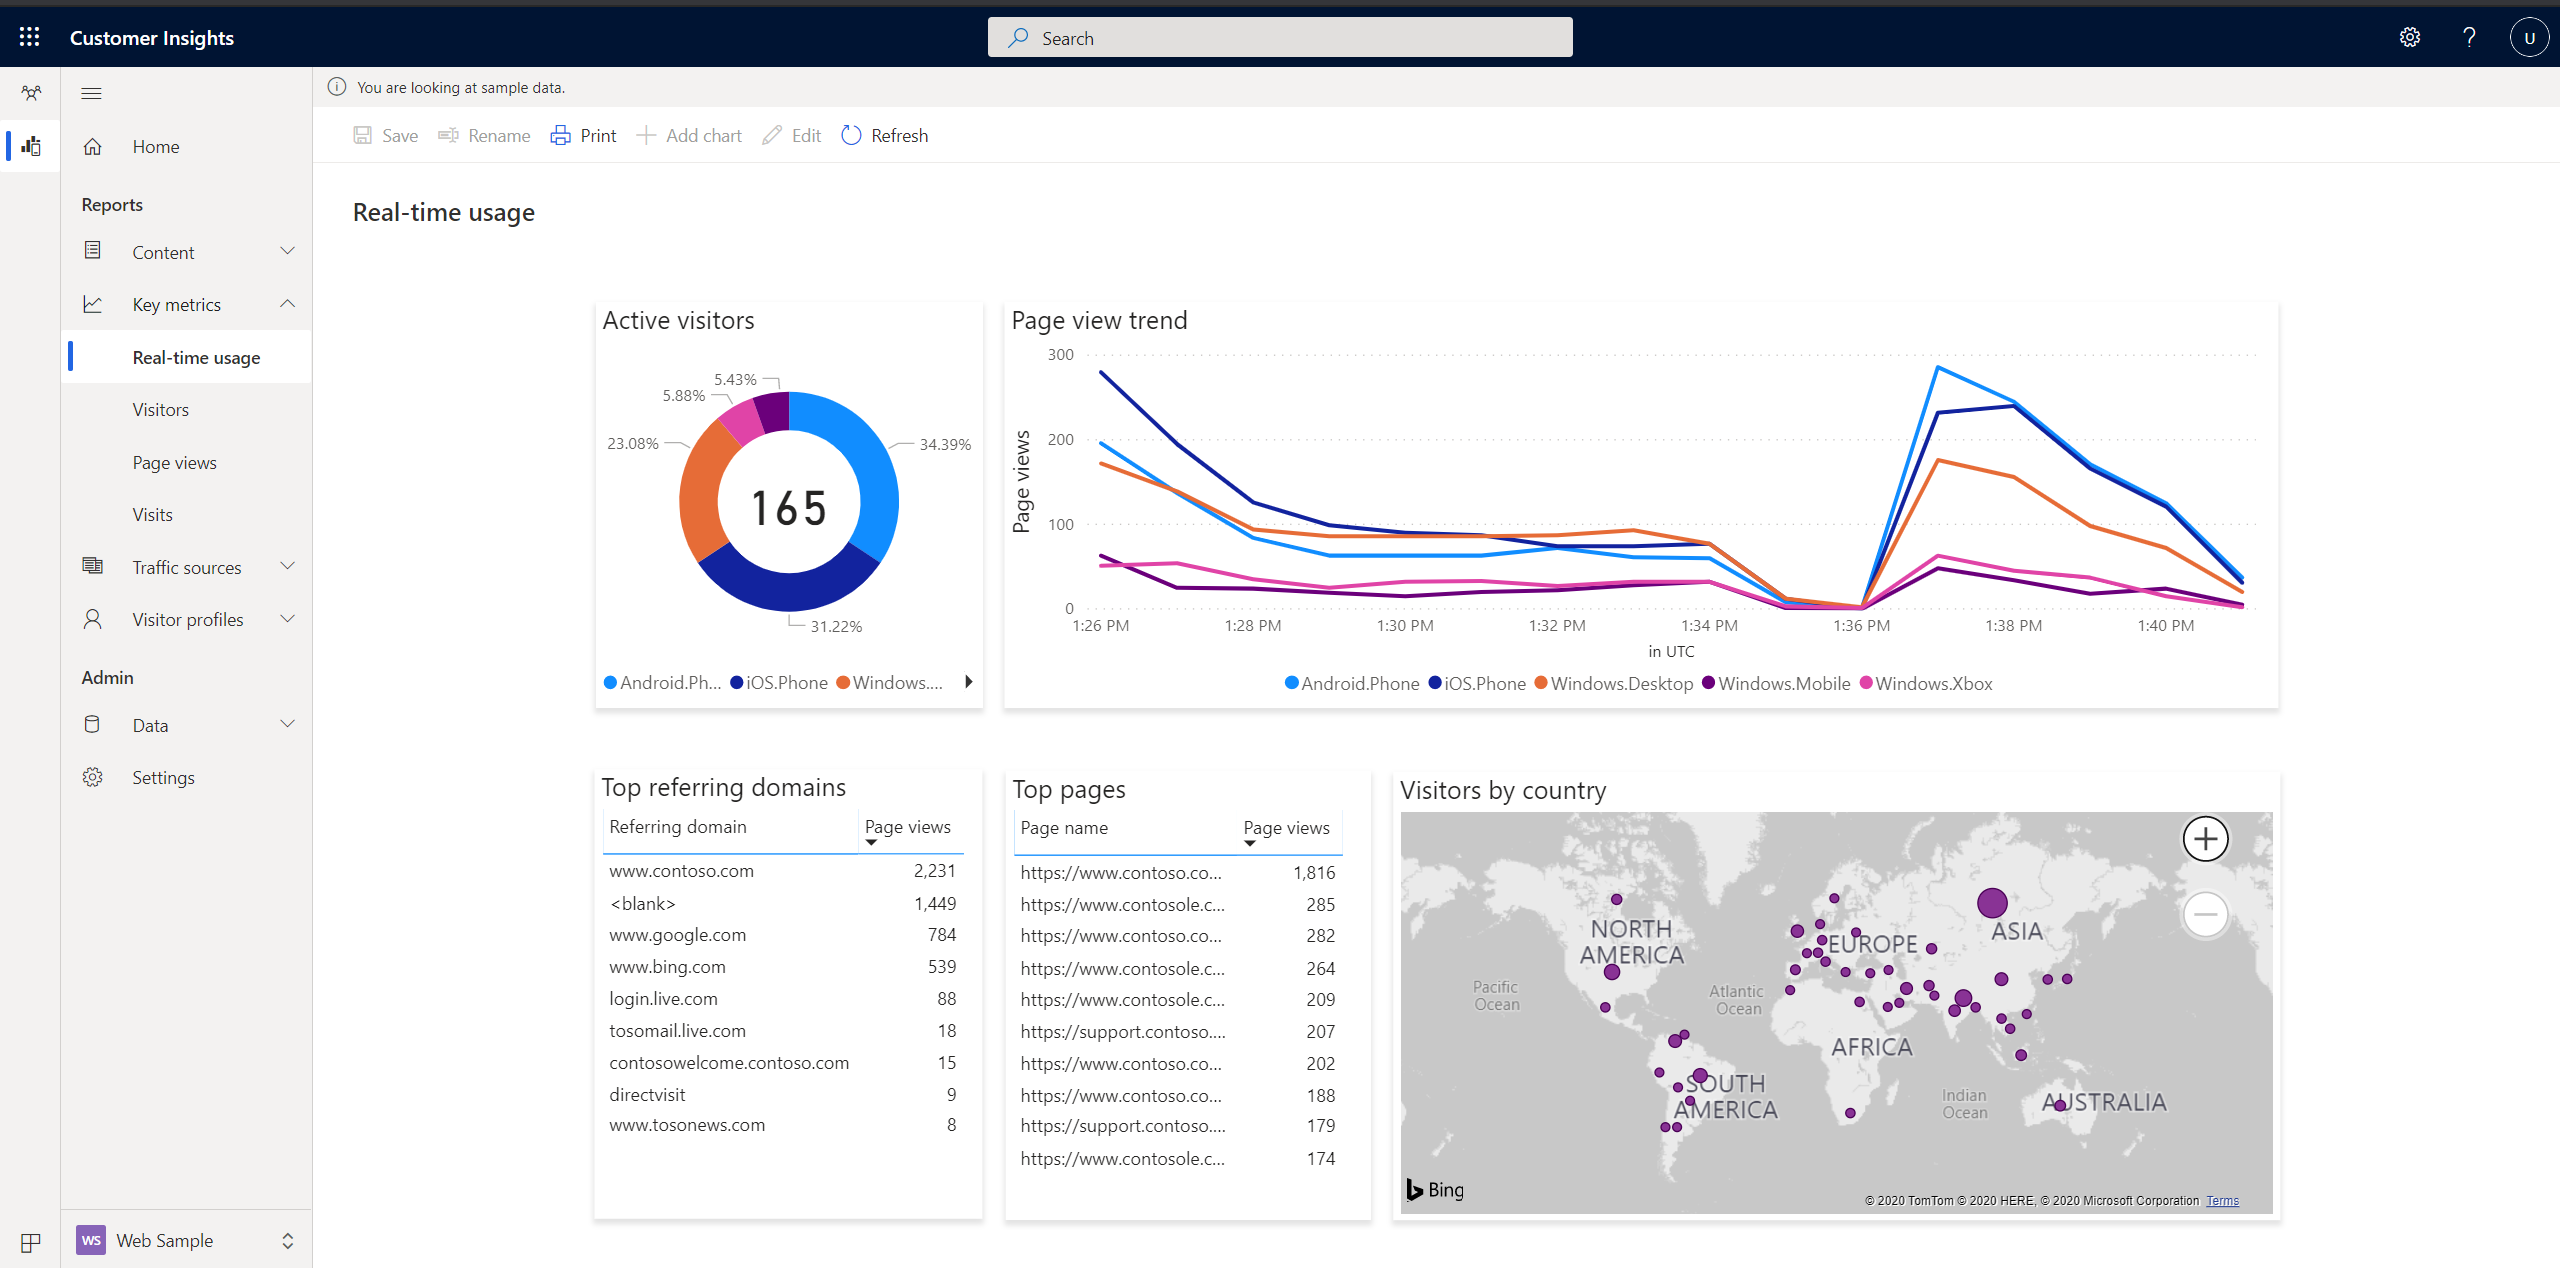 Customer Insights
Search
U
You are looking at sample data.
Save
Rename
Print
Add chart
Edit
Refresh
Home
Reports
Content
Key metrics
Real-time usage
Visitors
Page views
Visits
Traffic sources
Visitor profiles
Admin
Data
Settings
WS Web Sample
Real-time usage
Active visitors
5.43%
5.88%
23.08%
34.39%
165
31.22%
Android.Ph... iOS.Phone Windows....
Page view trend
Page views
300
200
100
0
1:26 PM 1:28 PM 1:30 PM 1:32 PM 1:34 PM 1:36 PM 1:38 PM 1:40 PM
in UTC
Android.Phone iOS.Phone Windows.Desktop Windows.Mobile Windows.Xbox
Top referring domains
Referring domain Page views
www.contoso.com 2,231
<blank> 1,449
www.google.com 784
www.bing.com 539
login.live.com 88
tosomail.live.com 18
contosowelcome.contoso.com 15
directvisit 9
www.tosonews.com 8
Top pages
Page name Page views
https://www.contoso.co... 1,816
https://www.contosole.c... 285
https://www.contoso.co... 282
https://www.contosole.c... 264
https://www.contosole.c... 209
https://support.contoso.... 207
https://www.contoso.co... 202
https://www.contoso.co... 188
https://support.contoso.... 179
https://www.contosole.c... 174
Visitors by country
NORTH
AMERICA
EUROPE
ASIA
Pacific
Ocean
Atlantic
Ocean
AFRICA
SOUTH
AMERICA
Indian
Ocean
AUSTRALIA
Bing
© 2020 TomTom © 2020 HERE, © 2020 Microsoft Corporation Terms